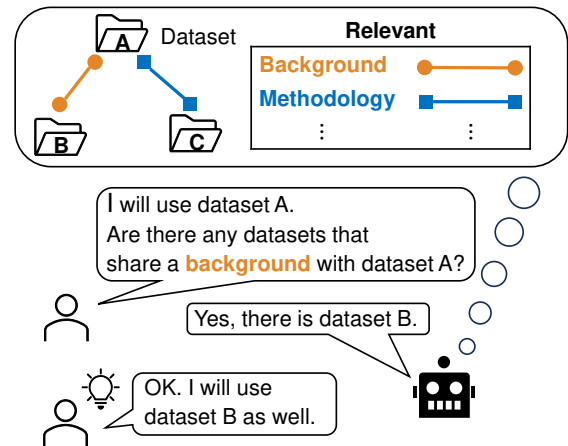 A Dataset
B
C
Relevant
Background
Methodology
⋮ ⋮
I will use dataset A.
Are there any datasets that
share a background with dataset A?
Yes, there is dataset B.
OK. I will use
dataset B as well.